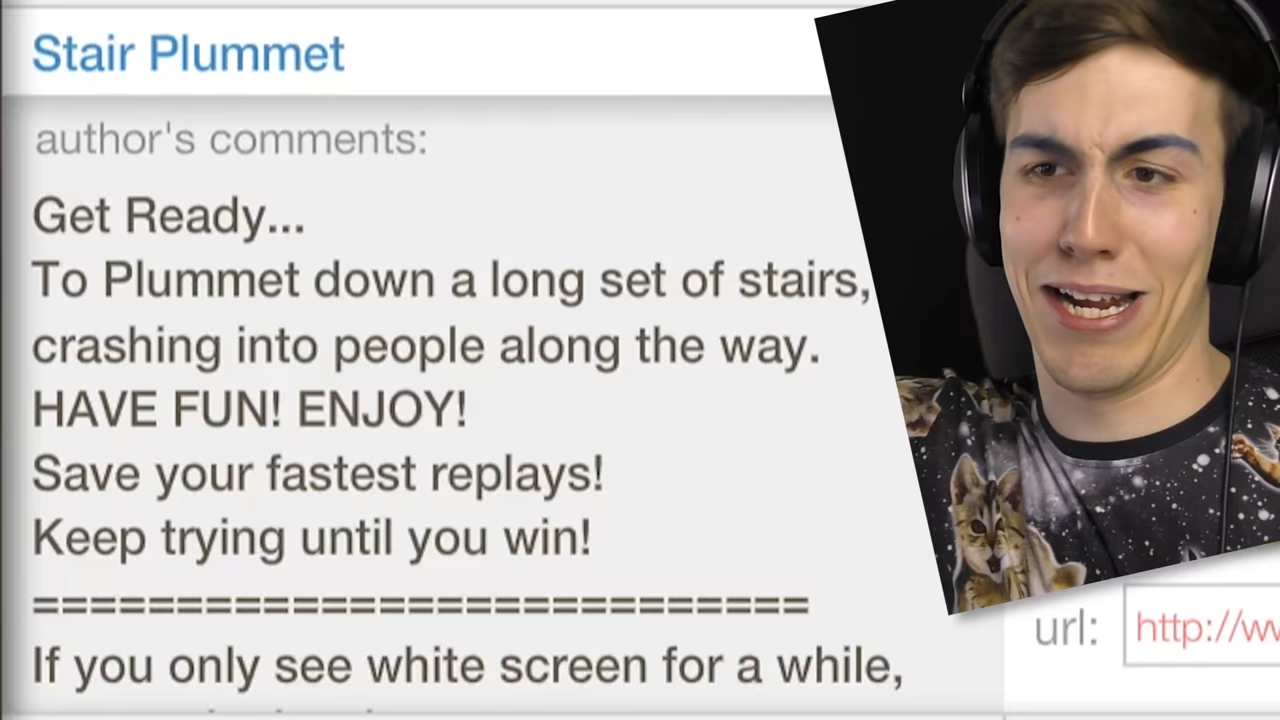 Stair Plummet
author's comments:
Get Ready...
To Plummet down a long set of stairs,
crashing into people along the way.
HAVE FUN! ENJOY!
Save your fastest replays!
Keep trying until you win!
===========================
If you only see white screen for a while,
url: http://w